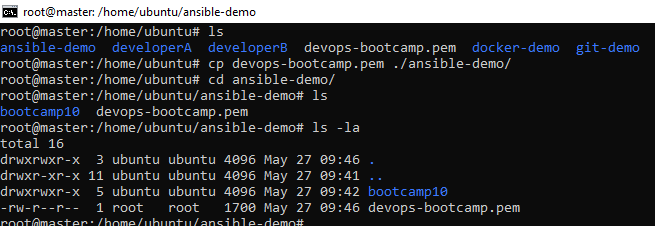 root@master: /home/ubuntu/ansible-demo
root@master:/home/ubuntu# ls
ansible-demo  developerA  developerB  devops-bootcamp.pem  docker-demo  git-demo
root@master:/home/ubuntu# cp devops-bootcamp.pem ./ansible-demo/
root@master:/home/ubuntu# cd ansible-demo/
root@master:/home/ubuntu/ansible-demo# ls
bootcamp10  devops-bootcamp.pem
root@master:/home/ubuntu/ansible-demo# ls -la
total 16
drwxrwxr-x  3 ubuntu ubuntu 4096 May 27 09:46 .
drwxr-xr-x 11 ubuntu ubuntu 4096 May 27 09:41 ..
drwxrwxr-x  5 ubuntu ubuntu 4096 May 27 09:42 bootcamp10
-rw-r--r--  1 root   root   1700 May 27 09:46 devops-bootcamp.pem
root@master:/home/ubuntu/ansible-demo#